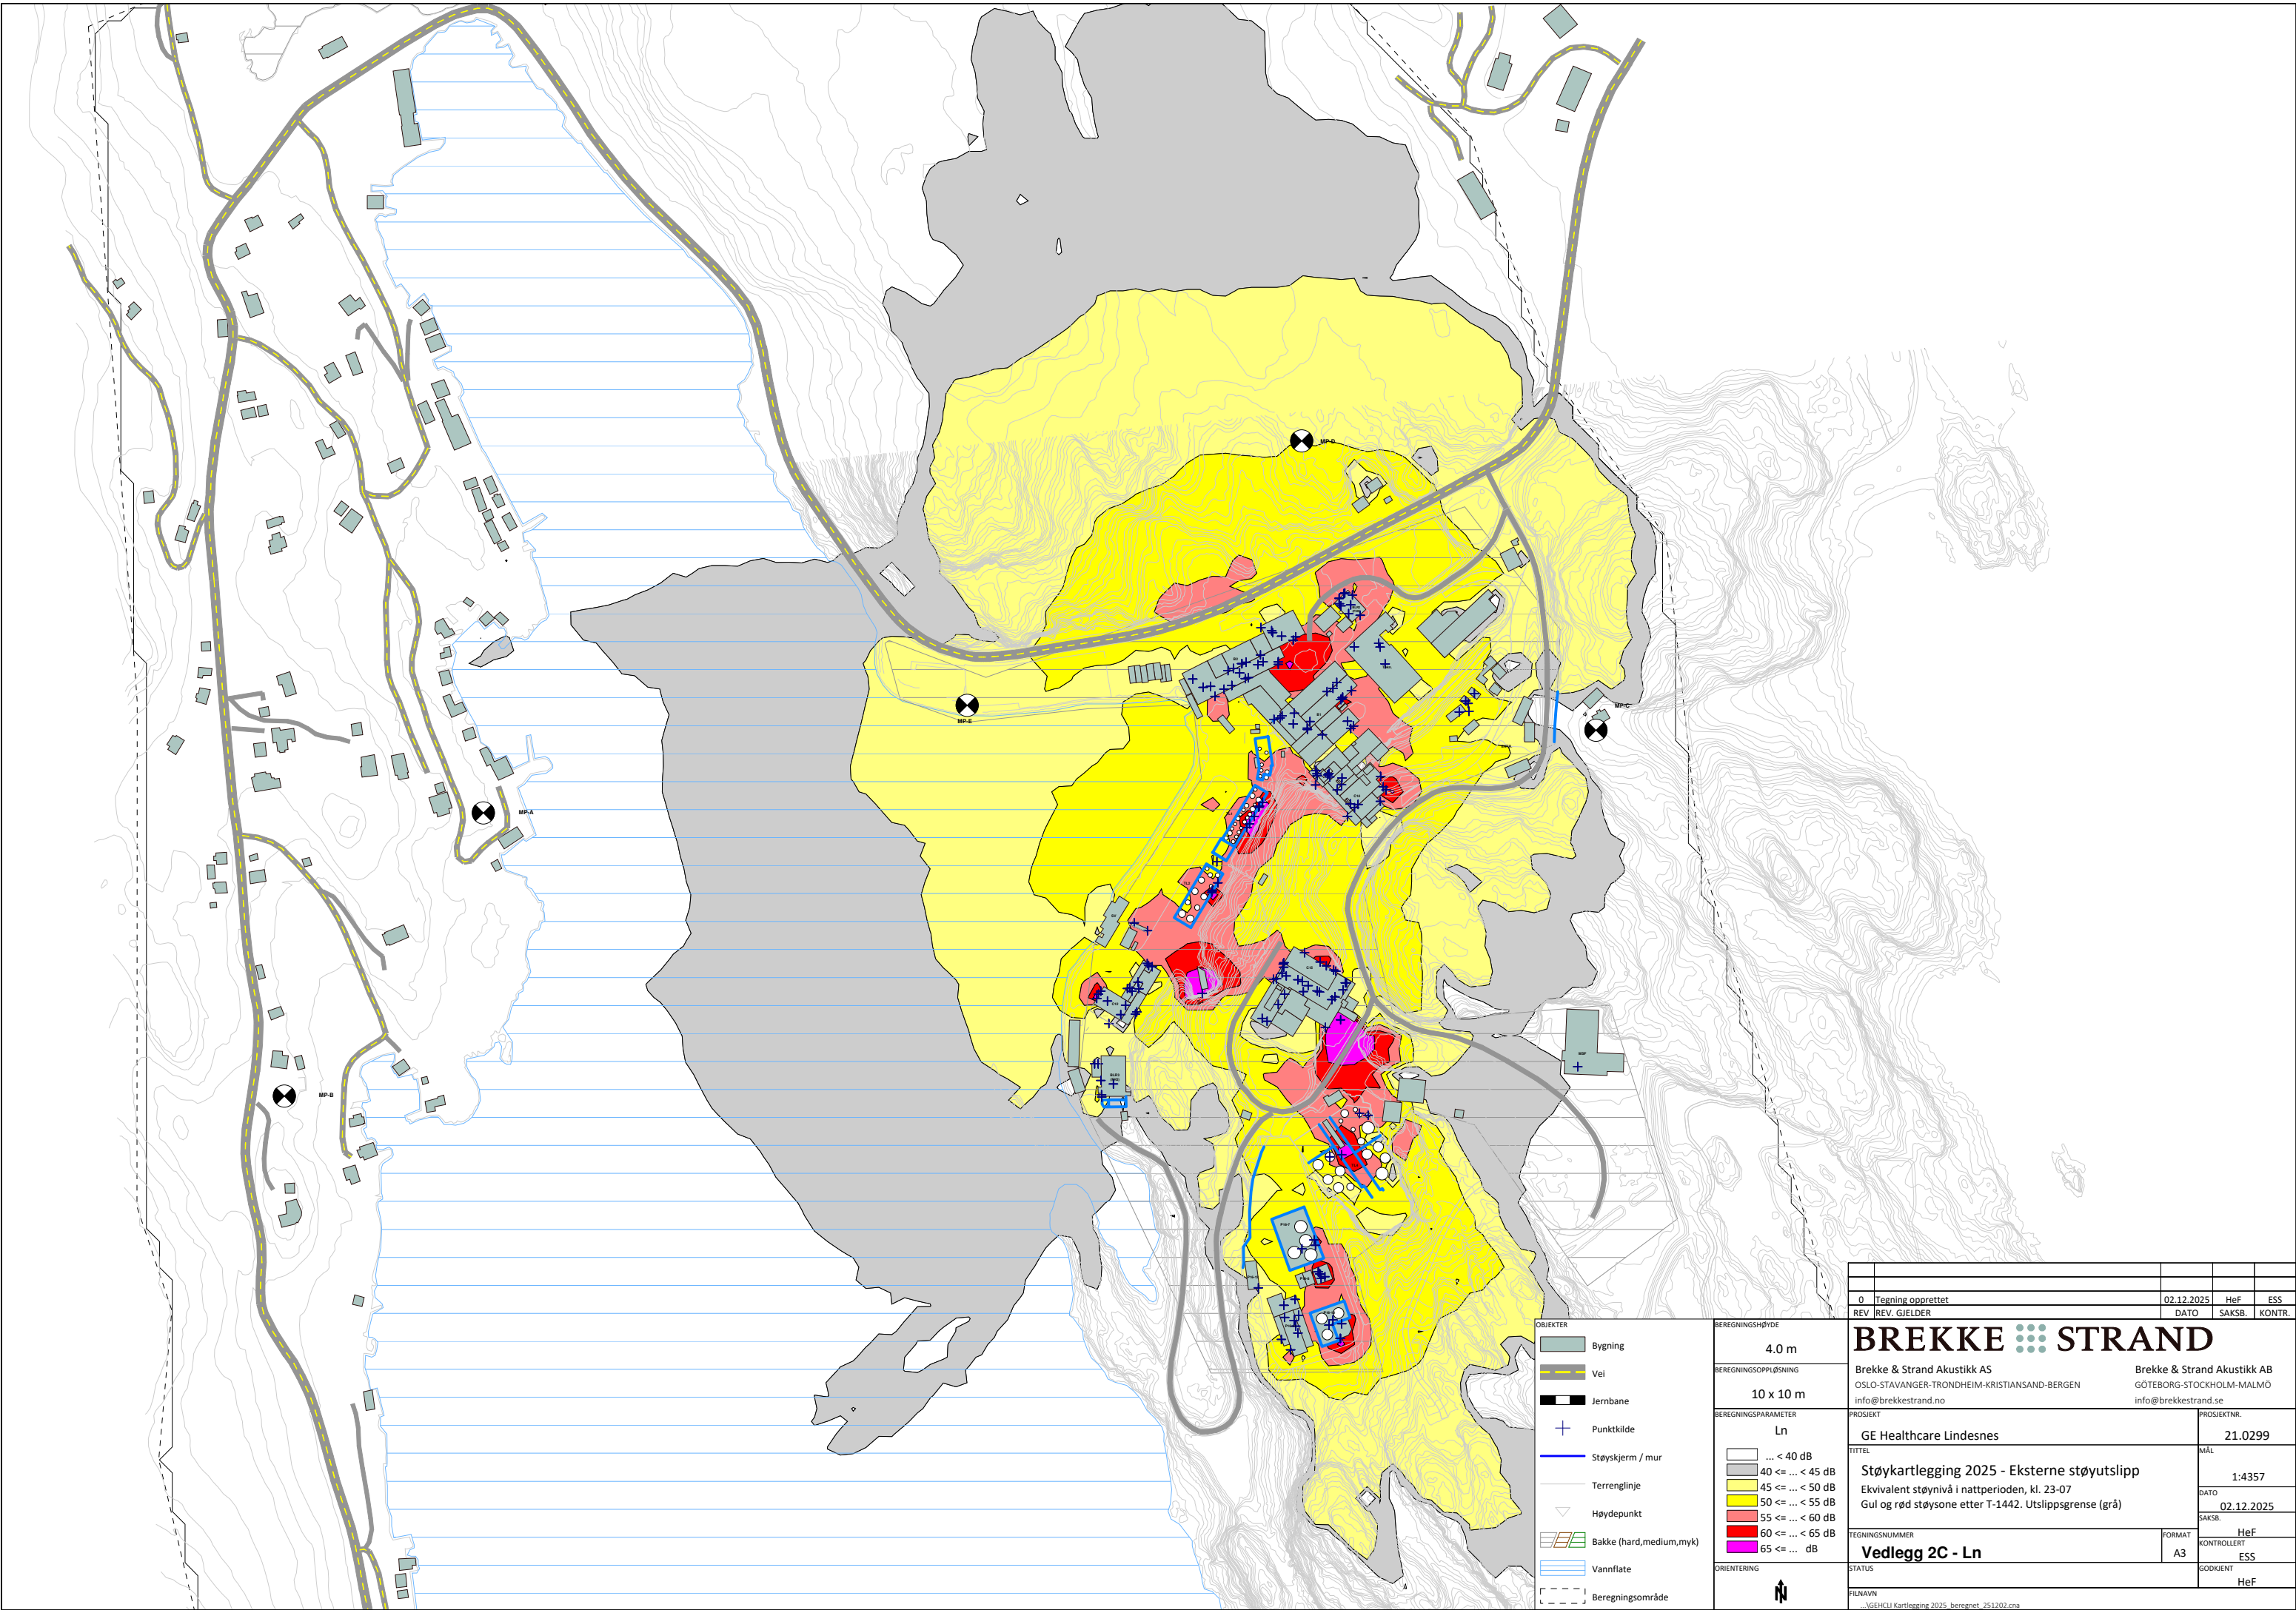 MP-D
MP-C
MP-E
MP-A
MP-B
0 Tegning opprettet 02.12.2025 HeF ESS
REV REV. GJELDER DATO SAKSB. KONTR.
OBJEKTER
Bygning
Vei
Jernbane
Punktkilde
Støyskjerm / mur
Terrenglinje
Høydepunkt
Bakke (hard,medium,myk)
Vannflate
Beregningsområde
BEREGNINGSHØYDE
4.0 m
BEREGNINGSOPPLØSNING
10 x 10 m
BEREGNINGSPARAMETER
Ln
... < 40 dB
40 <= ... < 45 dB
45 <= ... < 50 dB
50 <= ... < 55 dB
55 <= ... < 60 dB
60 <= ... < 65 dB
65 <= ... dB
ORIENTERING
N
BREKKE STRAND
Brekke & Strand Akustikk AS
OSLO-STAVANGER-TRONDHEIM-KRISTIANSAND-BERGEN
info@brekkestrand.no
Brekke & Strand Akustikk AB
GÖTEBORG-STOCKHOLM-MALMÖ
info@brekkestrand.se
PROSJEKT
GE Healthcare Lindesnes
PROSJEKTNR.
21.0299
TITTEL
Støykartlegging 2025 - Eksterne støyutslipp
Ekvivalent støynivå i nattperioden, kl. 23-07
Gul og rød støysone etter T-1442. Utslippsgrense (grå)
MÅL
1:4357
DATO
02.12.2025
SAKSB.
HeF
TEGNINGSNUMMER
Vedlegg 2C - Ln
FORMAT
A3
KONTROLLERT
ESS
STATUS
GODKJENT
HeF
FILNAVN
...\GEHCLI Kartlegging 2025_beregnet_251202.cna